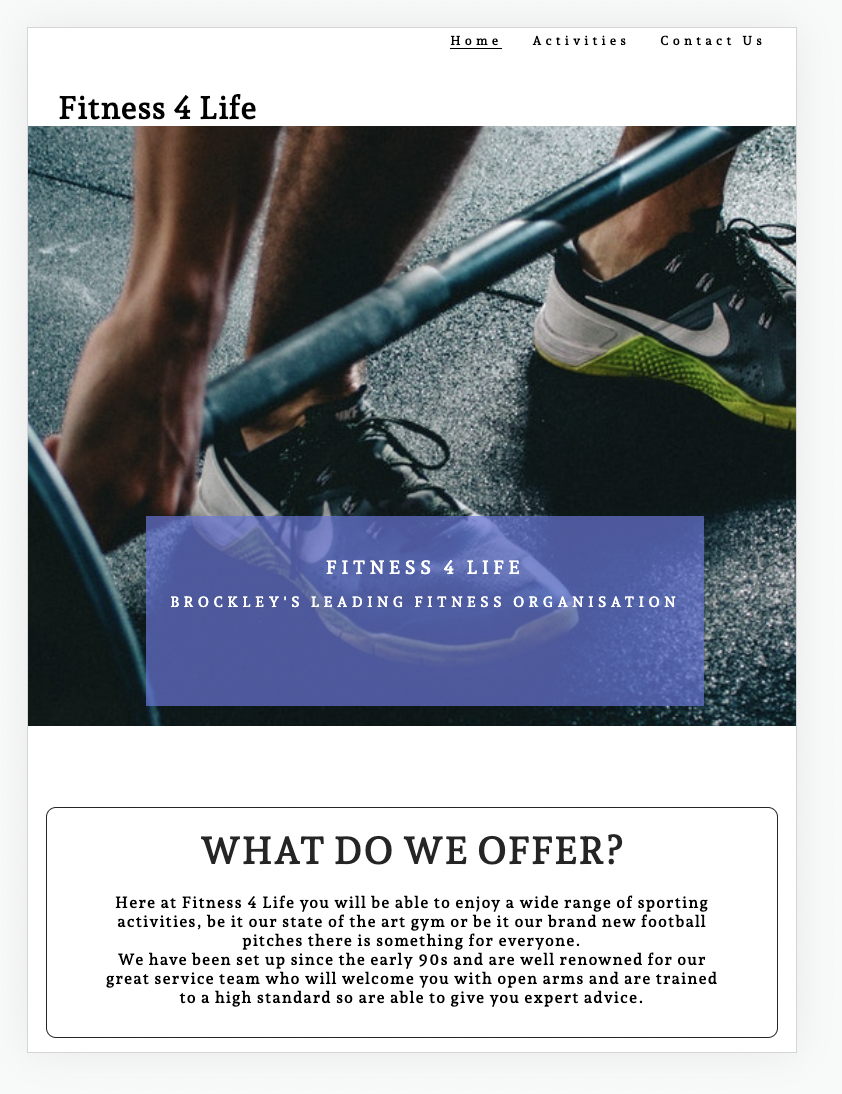 Home Activities Contact Us
Fitness 4 Life
FITNESS 4 LIFE
BROCKLEY'S LEADING FITNESS ORGANISATION
WHAT DO WE OFFER?
Here at Fitness 4 Life you will be able to enjoy a wide range of sporting
activities, be it our state of the art gym or be it our brand new football
pitches there is something for everyone.
We have been set up since the early 90s and are well renowned for our
great service team who will welcome you with open arms and are trained
to a high standard so are able to give you expert advice.